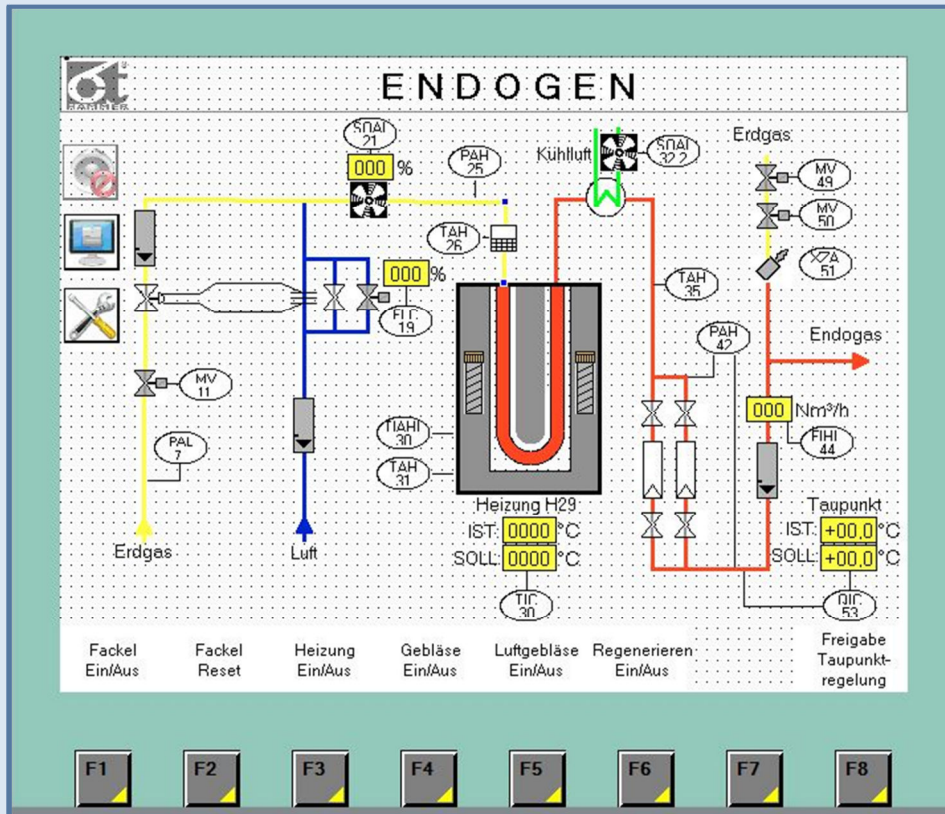 HAMMER
ENDOGEN
SOAL
21
000 %
PAH
25
Kühlluft
SOAL
32.2
Erdgas
MV
49
MV
50
TAH
26
000 %
19
XZA
51
TAH
35
PAH
42
Endogas
MV
11
000 Nm³/h
FIHI
44
PAL
7
TIAHI
30
TAH
31
Heizung H29
IST: 0000 °C
SOLL: 0000 °C
TIC
30
Taupunkt
IST: +00,0 °C
SOLL: +00,0 °C
QIC
53
Erdgas
Luft
Fackel
Ein/Aus
Fackel
Reset
Heizung
Ein/Aus
Gebläse
Ein/Aus
Luftgebläse
Ein/Aus
Regenerieren
Ein/Aus
Freigabe
Taupunkt-
regelung
F1
F2
F3
F4
F5
F6
F7
F8